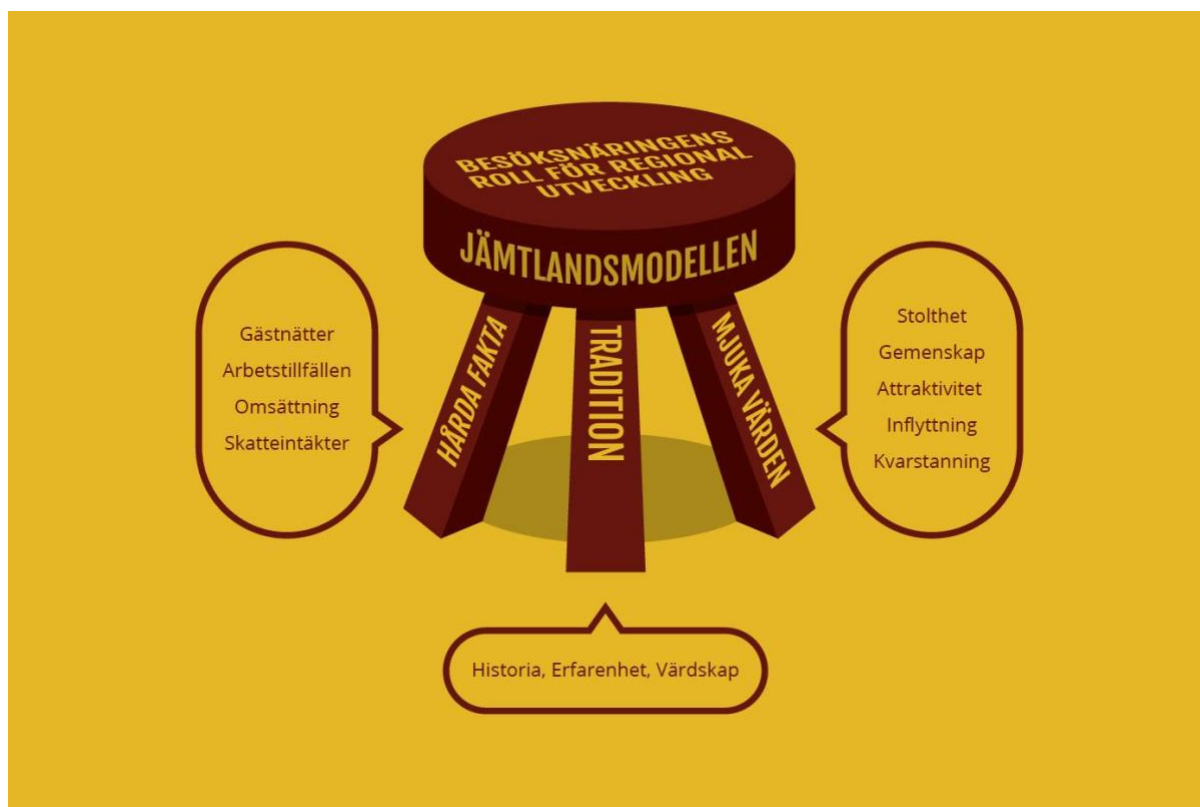 BESÖKSNÄRINGENS
ROLL FÖR REGIONAL
UTVECKLING
JÄMTLANDSMODELLEN
HÅRDA FAKTA
TRADITION
MJUKA VÄRDEN
Gästnätter
Arbetstillfällen
Omsättning
Skatteintäkter
Stolthet
Gemenskap
Attraktivitet
Inflyttning
Kvarstanning
Historia, Erfarenhet, Värdskap